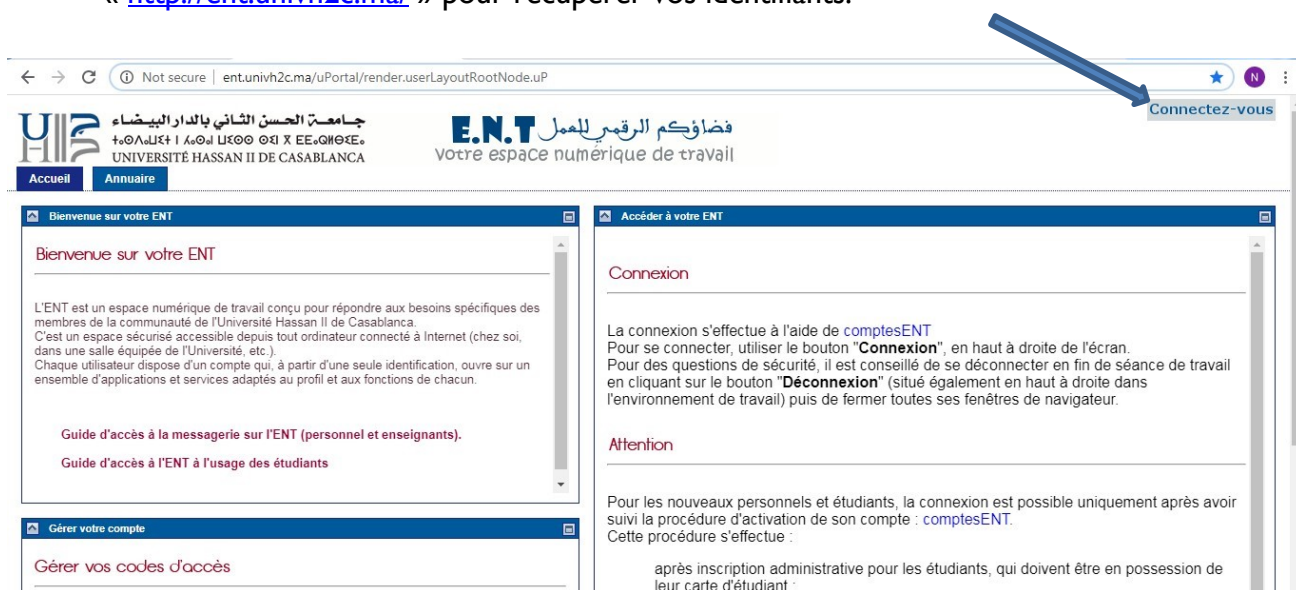 « http://ent.univh2c.ma/ » pour récupérer vos identifiants.
Not secure | ent.univh2c.ma/uPortal/render.userLayoutRootNode.uP
N
Connectez-vous
جامعة الحسن الثاني بالدار البيضاء
UNIVERSITÉ HASSAN II DE CASABLANCA
فضاؤكم الرقمي للعمل E.N.T
Votre espace numérique de travail
Accueil
Annuaire
Bienvenue sur votre ENT
Bienvenue sur votre ENT
L'ENT est un espace numérique de travail conçu pour répondre aux besoins spécifiques des
membres de la communauté de l'Université Hassan II de Casablanca.
C'est un espace sécurisé accessible depuis tout ordinateur connecté à Internet (chez soi,
dans une salle équipée de l'Université, etc.).
Chaque utilisateur dispose d'un compte qui, à partir d'une seule identification, ouvre sur un
ensemble d'applications et services adaptés au profil et aux fonctions de chacun.
Guide d'accès à la messagerie sur l'ENT (personnel et enseignants).
Guide d'accès à l'ENT à l'usage des étudiants
Gérer votre compte
Gérer vos codes d'accès
Accéder à votre ENT
Connexion
La connexion s'effectue à l'aide de comptesENT
Pour se connecter, utiliser le bouton "Connexion", en haut à droite de l'écran.
Pour des questions de sécurité, il est conseillé de se déconnecter en fin de séance de travail
en cliquant sur le bouton "Déconnexion" (situé également en haut à droite dans
l'environnement de travail) puis de fermer toutes ses fenêtres de navigateur.
Attention
Pour les nouveaux personnels et étudiants, la connexion est possible uniquement après avoir
suivi la procédure d'activation de son compte : comptesENT.
Cette procédure s'effectue :
après inscription administrative pour les étudiants, qui doivent être en possession de
leur carte d'étudiant ;